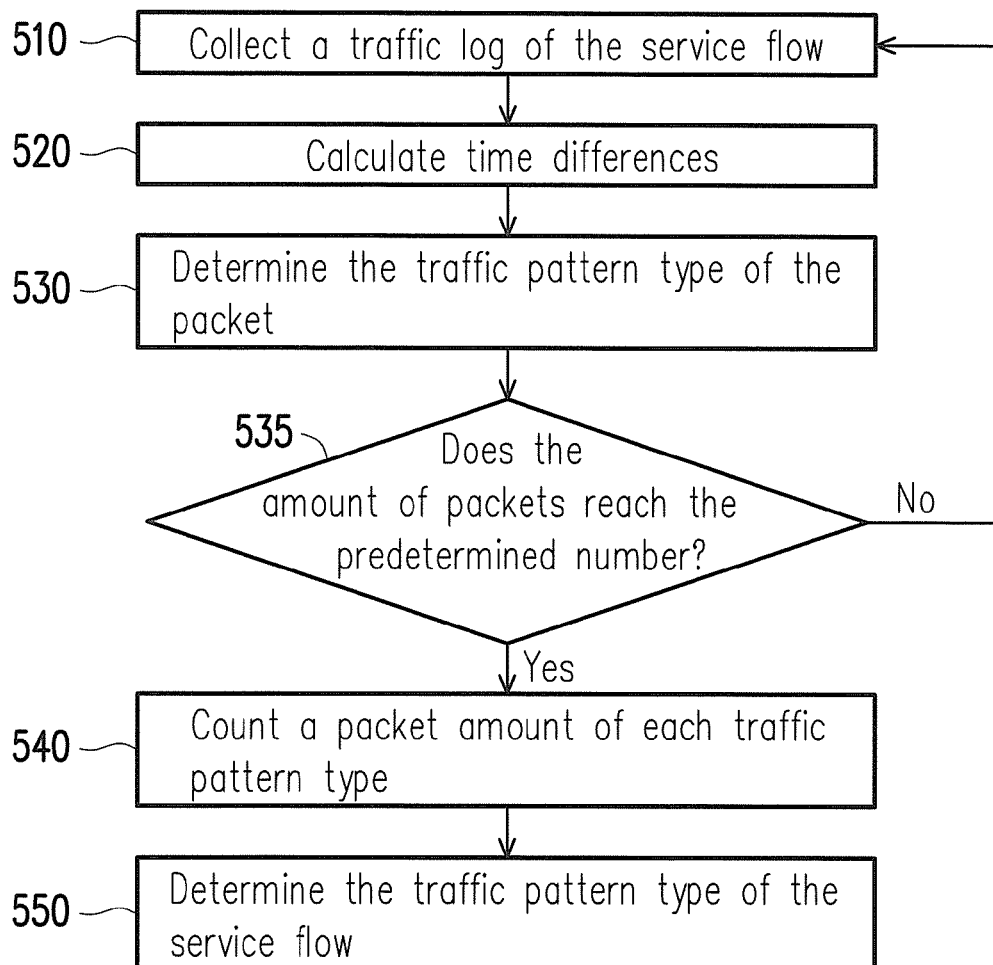 510
Collect a traffic log of the service flow
520
Calculate time differences
530
Determine the traffic pattern type of the
packet
535
Does the
amount of packets reach the
predetermined number?
No
Yes
540
Count a packet amount of each traffic
pattern type
550
Determine the traffic pattern type of the
service flow